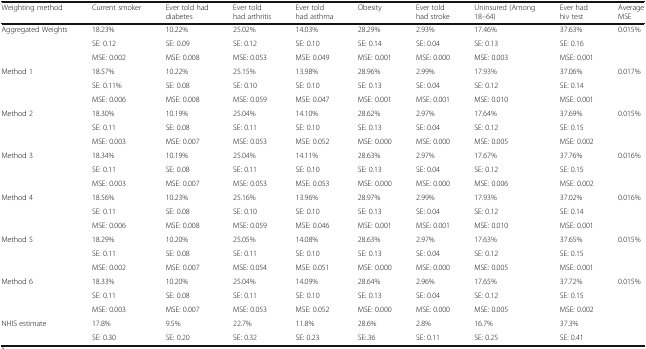 Weighting method Current smoker Ever told had diabetes Ever told had arthritis Ever told had asthma Obesity Ever told had stroke Uninsured (Among 18–64) Ever had hiv test Average MSE
Aggregated Weights 18.23% 10.22% 25.02% 14.03% 28.29% 2.93% 17.46% 37.63% 0.015%
SE: 0.12 SE: 0.09 SE: 0.12 SE: 0.10 SE: 0.14 SE: 0.04 SE: 0.13 SE: 0.16
MSE: 0.002 MSE: 0.008 MSE: 0.053 MSE: 0.049 MSE: 0.001 MSE: 0.000 MSE: 0.003 MSE: 0.001
Method 1 18.57% 10.22% 25.15% 13.98% 28.96% 2.99% 17.93% 37.06% 0.017%
SE: 0.11% SE: 0.08 SE: 0.10 SE: 0.10 SE: 0.13 SE: 0.04 SE: 0.12 SE: 0.14
MSE: 0.006 MSE: 0.008 MSE: 0.059 MSE: 0.047 MSE: 0.001 MSE: 0.001 MSE: 0.010 MSE: 0.001
Method 2 18.30% 10.19% 25.04% 14.10% 28.62% 2.97% 17.64% 37.69% 0.015%
SE: 0.11 SE: 0.08 SE: 0.11 SE: 0.10 SE: 0.13 SE: 0.04 SE: 0.12 SE: 0.15
MSE: 0.003 MSE: 0.007 MSE: 0.053 MSE: 0.052 MSE: 0.000 MSE: 0.000 MSE: 0.005 MSE: 0.002
Method 3 18.34% 10.19% 25.04% 14.11% 28.63% 2.97% 17.67% 37.76% 0.016%
SE: 0.11 SE: 0.08 SE: 0.11 SE: 0.10 SE: 0.13 SE: 0.04 SE: 0.12 SE: 0.15
MSE: 0.003 MSE: 0.007 MSE: 0.053 MSE: 0.053 MSE: 0.000 MSE: 0.000 MSE: 0.006 MSE: 0.002
Method 4 18.56% 10.23% 25.16% 13.96% 28.97% 2.99% 17.93% 37.02% 0.016%
SE: 0.11 SE: 0.08 SE: 0.10 SE: 0.10 SE: 0.13 SE: 0.04 SE: 0.12 SE: 0.14
MSE: 0.006 MSE: 0.008 MSE: 0.059 MSE: 0.046 MSE: 0.001 MSE: 0.001 MSE: 0.010 MSE: 0.001
Method 5 18.29% 10.20% 25.05% 14.08% 28.63% 2.97% 17.63% 37.65% 0.015%
SE: 0.11 SE: 0.08 SE: 0.11 SE: 0.10 SE: 0.13 SE: 0.04 SE: 0.12 SE: 0.15
MSE: 0.002 MSE: 0.007 MSE: 0.054 MSE: 0.051 MSE: 0.000 MSE: 0.000 MSE: 0.005 MSE: 0.001
Method 6 18.33% 10.20% 25.04% 14.09% 28.64% 2.96% 17.65% 37.72% 0.015%
SE: 0.11 SE: 0.08 SE: 0.11 SE: 0.10 SE: 0.13 SE: 0.04 SE: 0.12 SE: 0.15
MSE: 0.003 MSE: 0.007 MSE: 0.053 MSE: 0.052 MSE: 0.000 MSE: 0.000 MSE: 0.005 MSE: 0.002
NHIS estimate 17.8% 9.5% 22.7% 11.8% 28.6% 2.8% 16.7% 37.3%
SE: 0.30 SE: 0.20 SE: 0.32 SE: 0.23 SE:.36 SE: 0.11 SE: 0.25 SE: 0.41